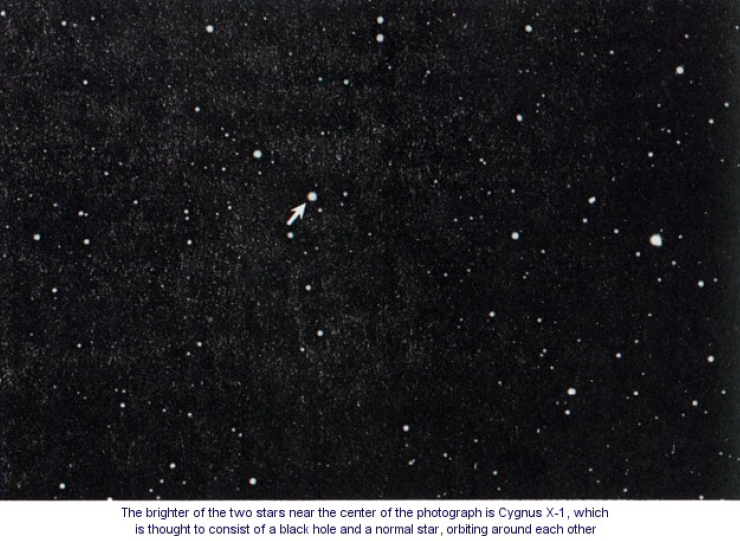 The brighter of the two stars near the center of the photograph is Cygnus X-1, which
is thought to consist of a black hole and a normal star, orbiting around each other